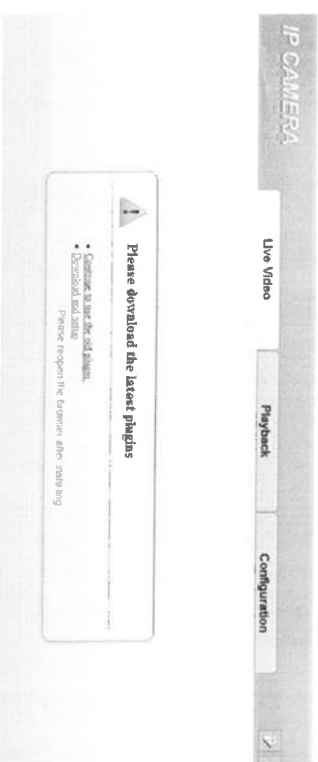 IP CAMERA
Live Video
Playback
Configuration
Please download the latest plugins
• Continue to use the old plugin.
• Download and setup
Please reopen the browser after installing